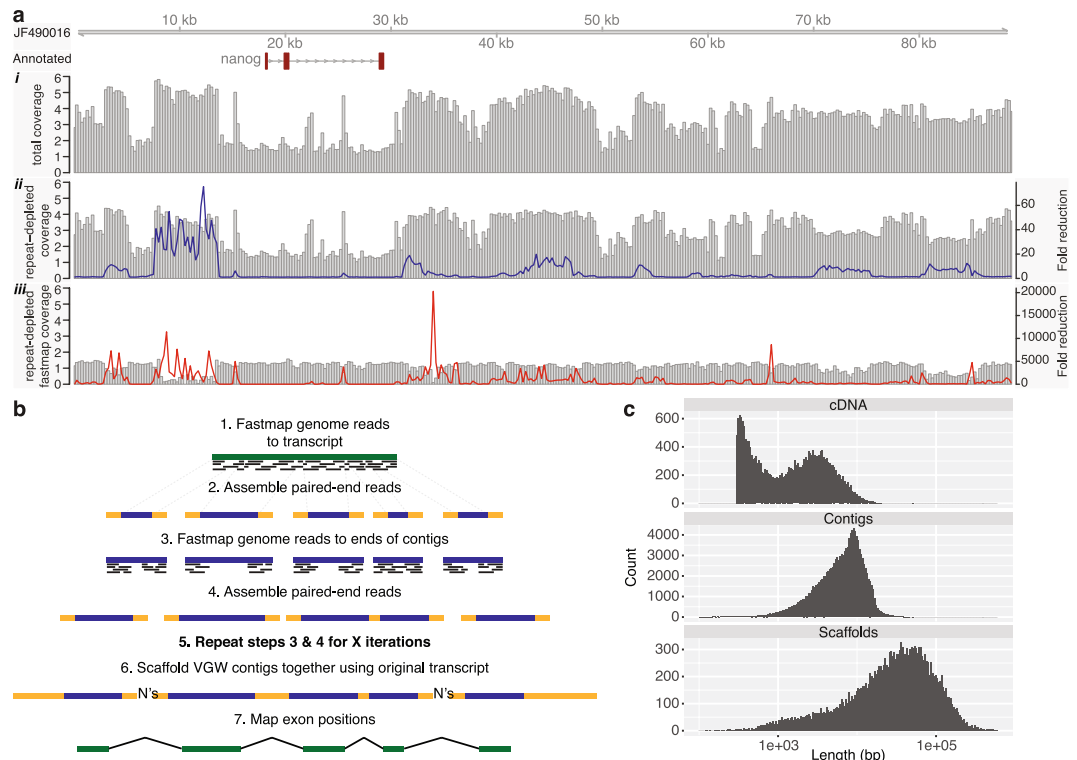 a
10 kb 30 kb 50 kb 70 kb
JF490016
20 kb 40 kb 60 kb 80 kb
Annotated
nanog
i
total coverage
6
5
4
3
2
1
0
ii
repeat–depleted
coverage
6
5
4
3
2
1
0
60
40
20
0
Fold reduction
iii
repeat-depleted
fastmap coverage
6
5
4
3
2
1
0
20000
15000
10000
5000
0
Fold reduction
b
1. Fastmap genome reads
to transcript
2. Assemble paired-end reads
3. Fastmap genome reads to ends of contigs
4. Assemble paired-end reads
5. Repeat steps 3 & 4 for X iterations
6. Scaffold VGW contigs together using original transcript
N's N's
7. Map exon positions
c
cDNA
600
400
200
0
Contigs
4000
3000
2000
1000
0
Scaffolds
300
200
100
0
Count
1e+03 1e+05
Length (bp)